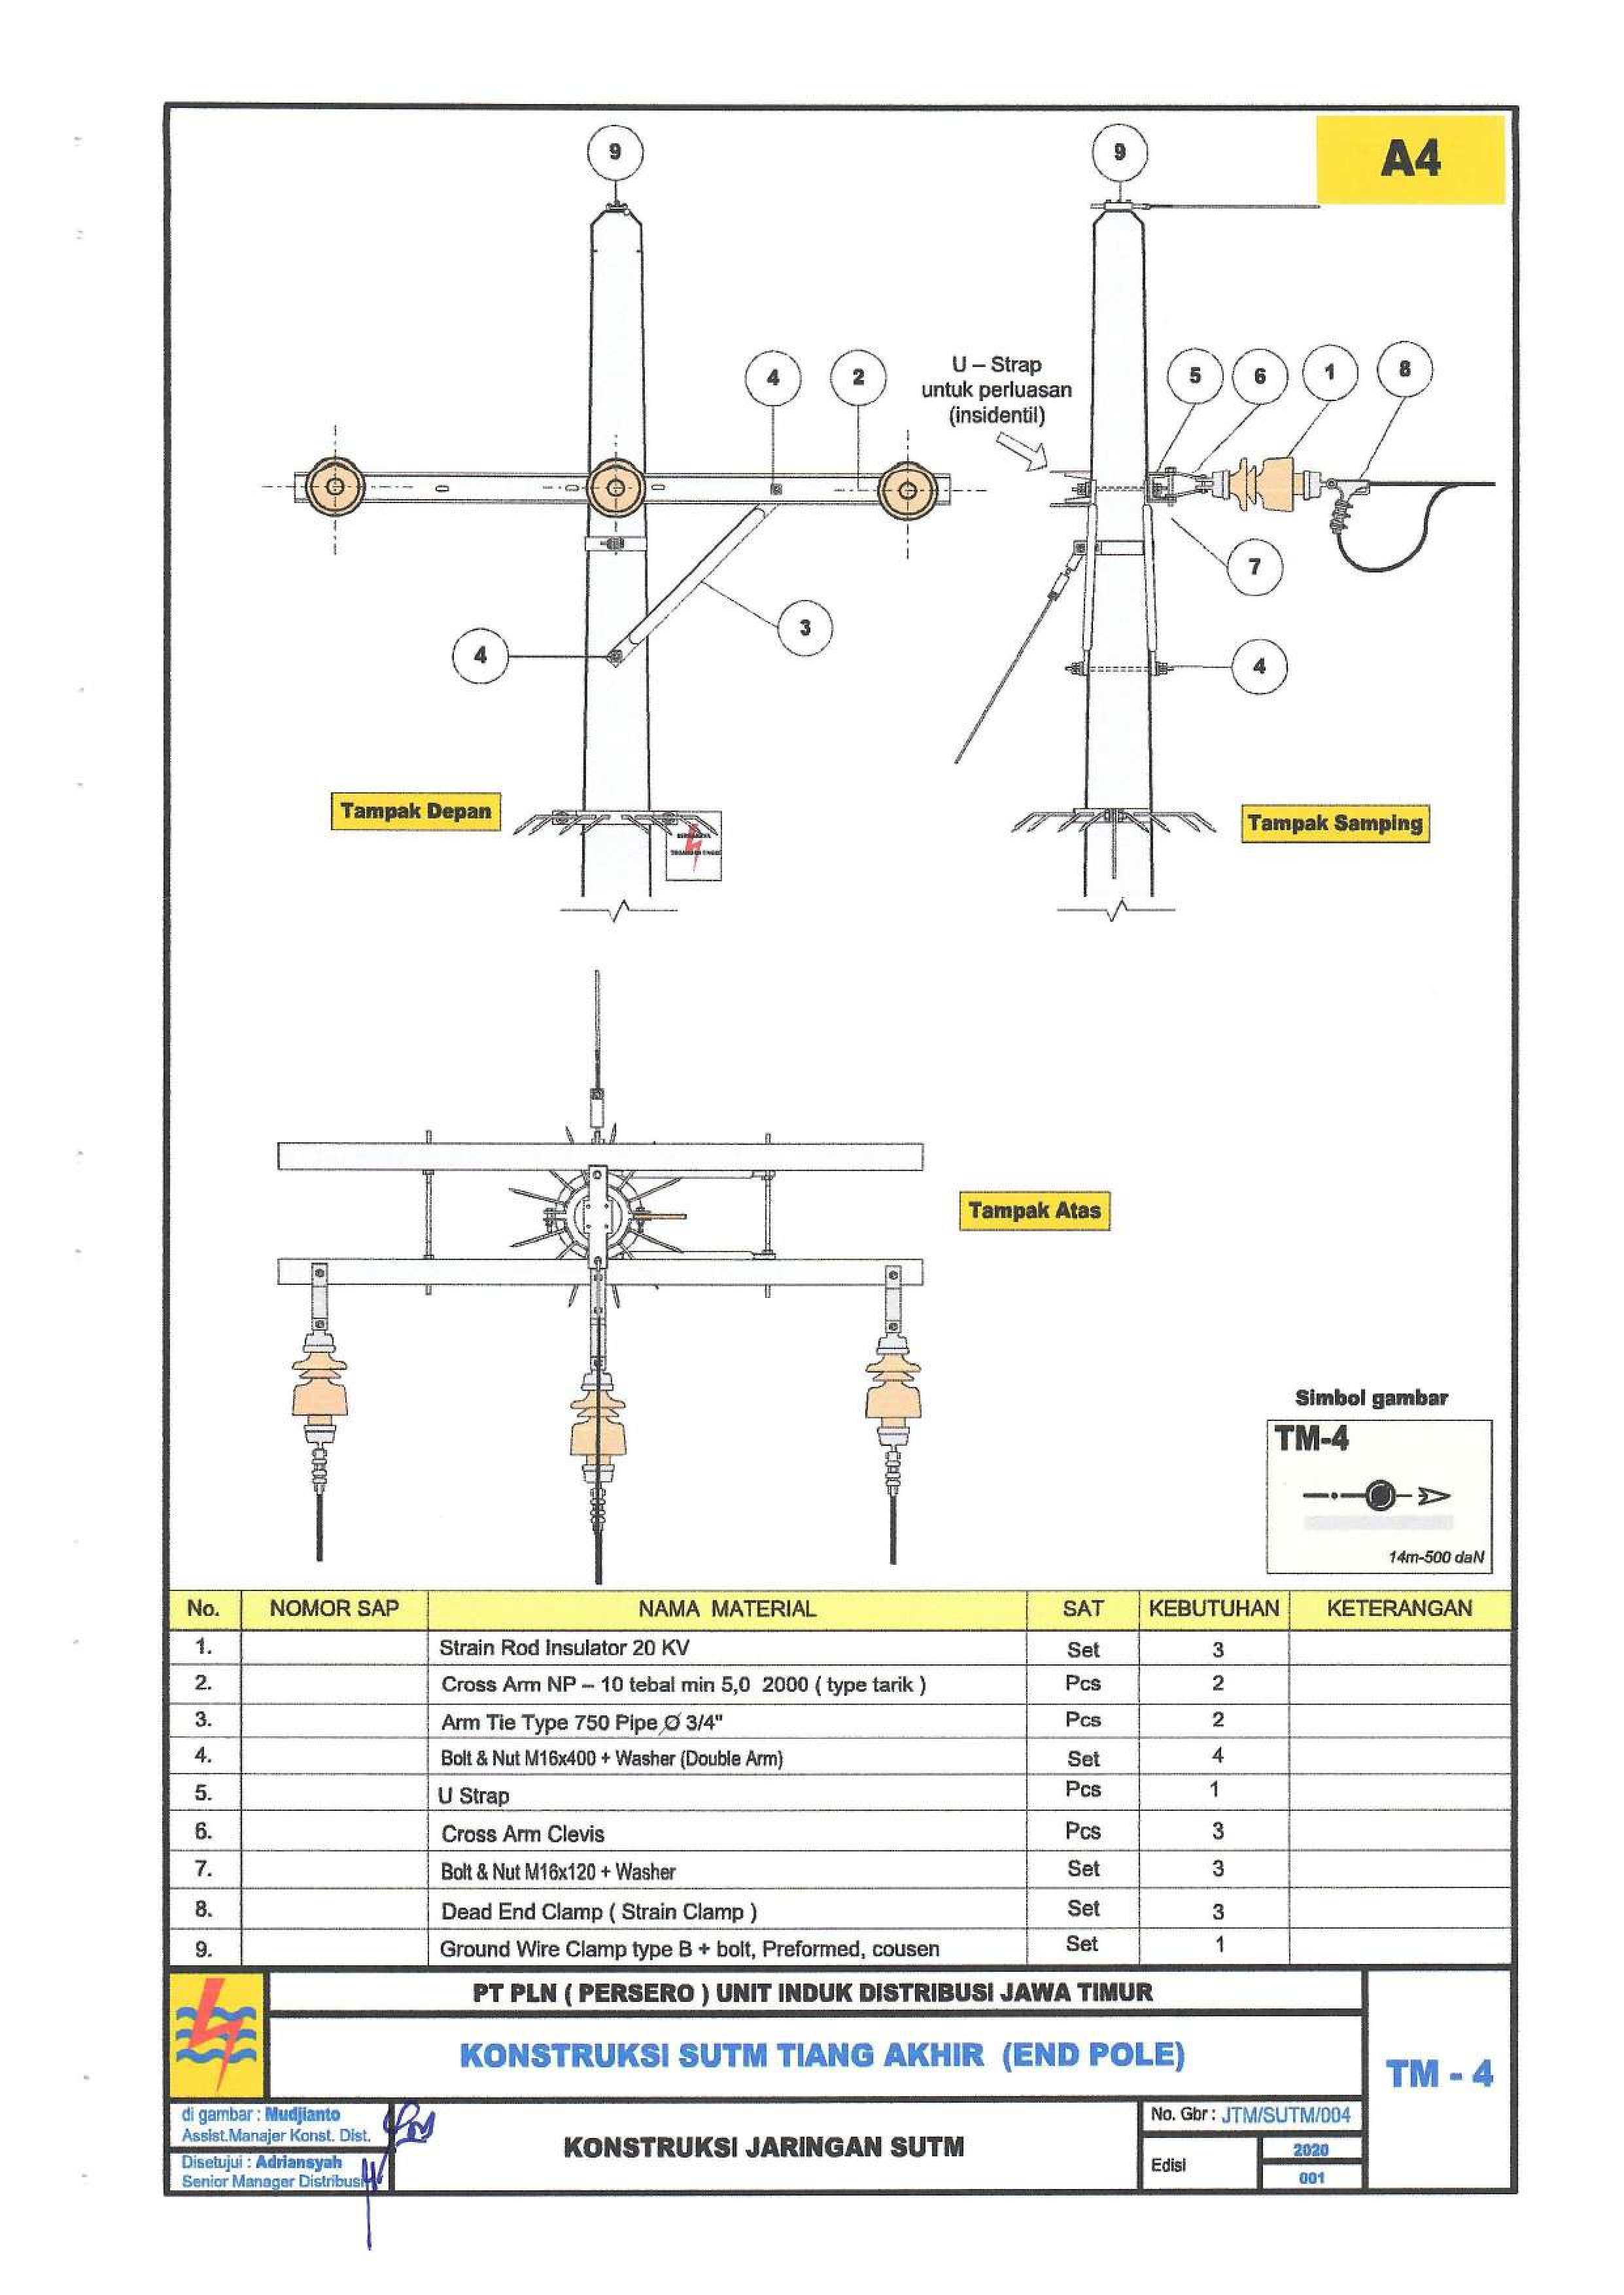 A4
9
9
U – Strap
untuk perluasan
(insidentil)
4
2
5
6
1
8
7
3
4
4
Tampak Depan
Tampak Samping
Tampak Atas
Simbol gambar
TM-4
14m-500 daN
No. NOMOR SAP NAMA MATERIAL SAT KEBUTUHAN KETERANGAN
1. Strain Rod Insulator 20 KV Set 3
2. Cross Arm NP – 10 tebal min 5,0 2000 ( type tarik ) Pcs 2
3. Arm Tie Type 750 Pipe Ø 3/4" Pcs 2
4. Bolt & Nut M16x400 + Washer (Double Arm) Set 4
5. U Strap Pcs 1
6. Cross Arm Clevis Pcs 3
7. Bolt & Nut M16x120 + Washer Set 3
8. Dead End Clamp ( Strain Clamp ) Set 3
9. Ground Wire Clamp type B + bolt, Preformed, cousen Set 1
PT PLN ( PERSERO ) UNIT INDUK DISTRIBUSI JAWA TIMUR
KONSTRUKSI SUTM TIANG AKHIR (END POLE)
TM - 4
di gambar : Mudjianto
Assist.Manajer Konst. Dist.
Disetujui : Adriansyah
Senior Manager Distribusi
KONSTRUKSI JARINGAN SUTM
No. Gbr : JTM/SUTM/004
Edisi
2020
001